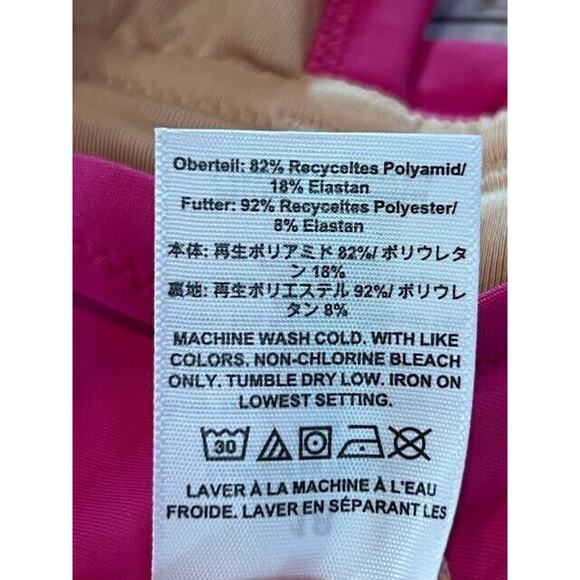 Oberteil: 82% Recyceltes Polyamid/
18% Elastan
Futter: 92% Recyceltes Polyester/
8% Elastan
本体: 再生ポリアミド 82%/ ポリウレタ
ン 18%
裏地: 再生ポリエステル 92%/ ポリウレ
タン 8%
MACHINE WASH COLD. WITH LIKE
COLORS, NON-CHLORINE BLEACH
ONLY. TUMBLE DRY LOW. IRON ON
LOWEST SETTING.
30
LAVER À LA MACHINE À L'EAU
FROIDE. LAVER EN SÉPARANT LES